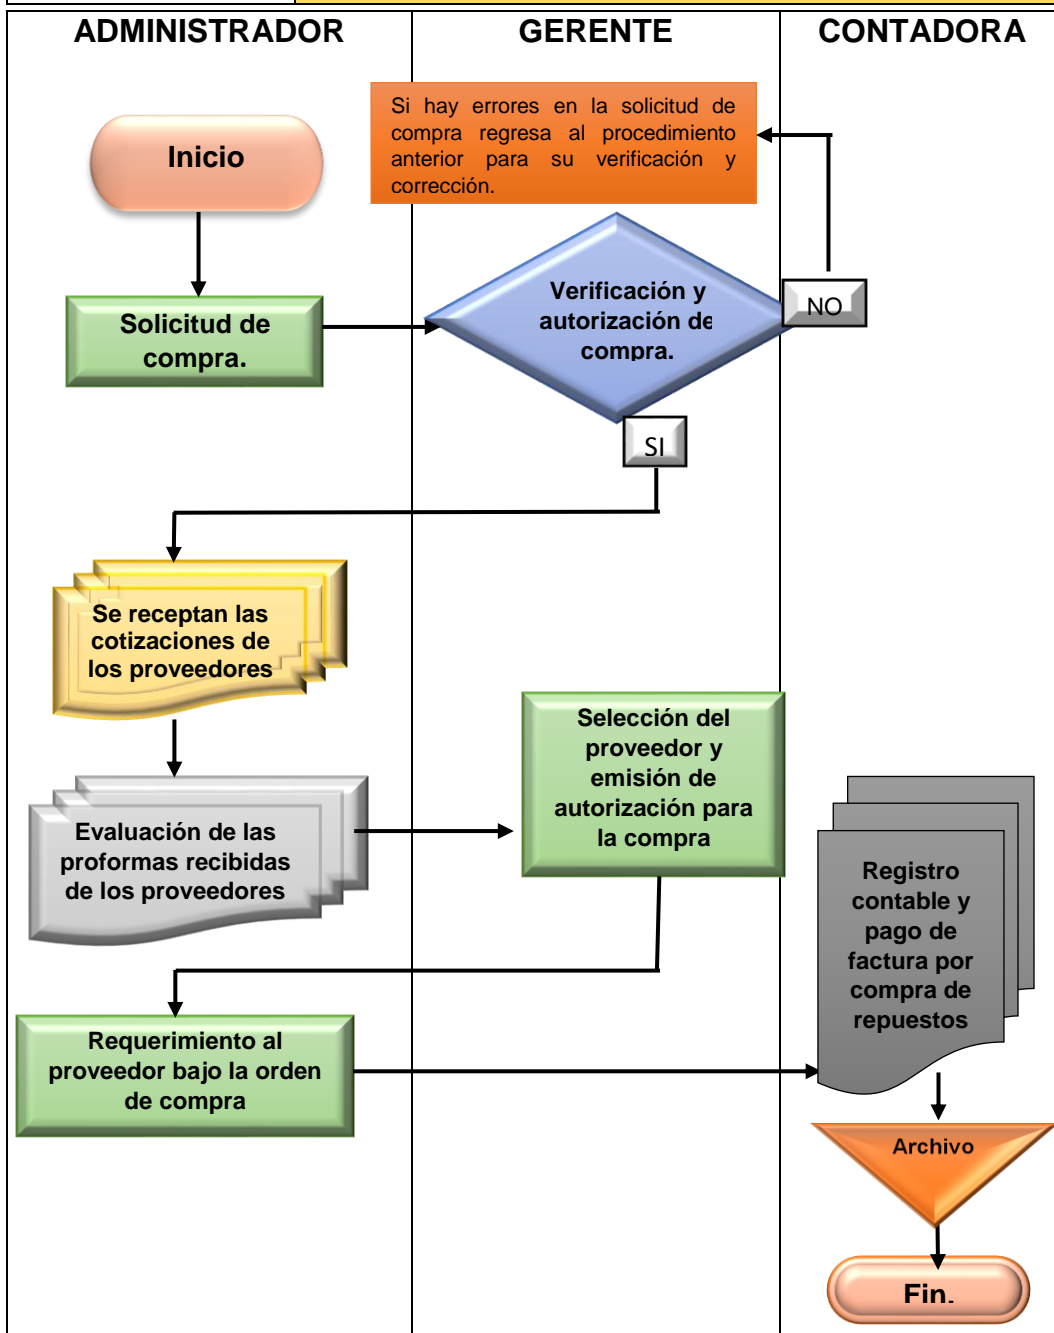 ADMINISTRADOR
GERENTE
CONTADORA
Si hay errores en la solicitud de
compra regresa al procedimiento
anterior para su verificación y
corrección.
Inicio
Solicitud de
compra.
Verificación y
autorización de
compra.
NO
SI
Se receptan las
cotizaciones de
los proveedores
Selección del
proveedor y
emisión de
autorización para
la compra
Evaluación de las
proformas recibidas
de los proveedores
Registro
contable y
pago de
factura por
compra de
repuestos
Requerimiento al
proveedor bajo la orden
de compra
Archivo
Fin.